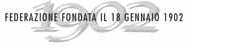 1902
FEDERAZIONE FONDATA IL 18 GENNAIO 1902